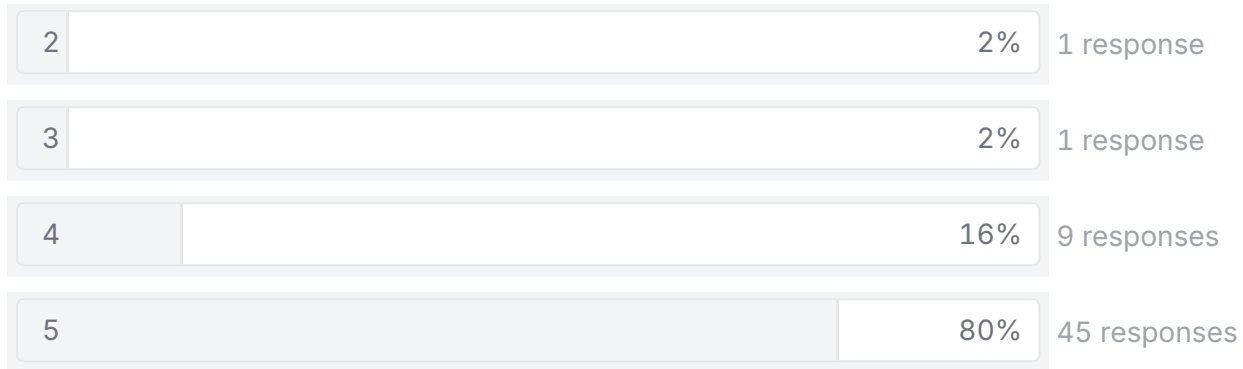 2 2% 1 response
3 2% 1 response
4 16% 9 responses
5 80% 45 responses